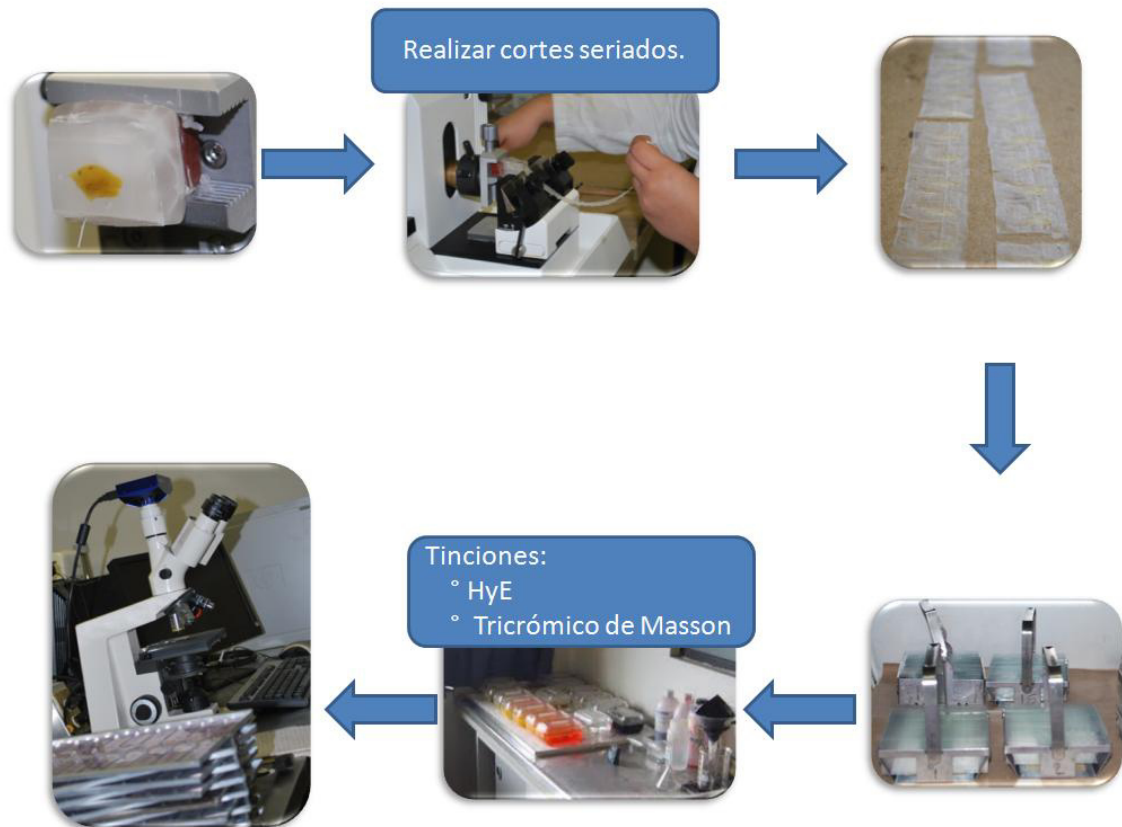 Realizar cortes seriados.
Tinciones:
° HyE
° Tricrómico de Masson